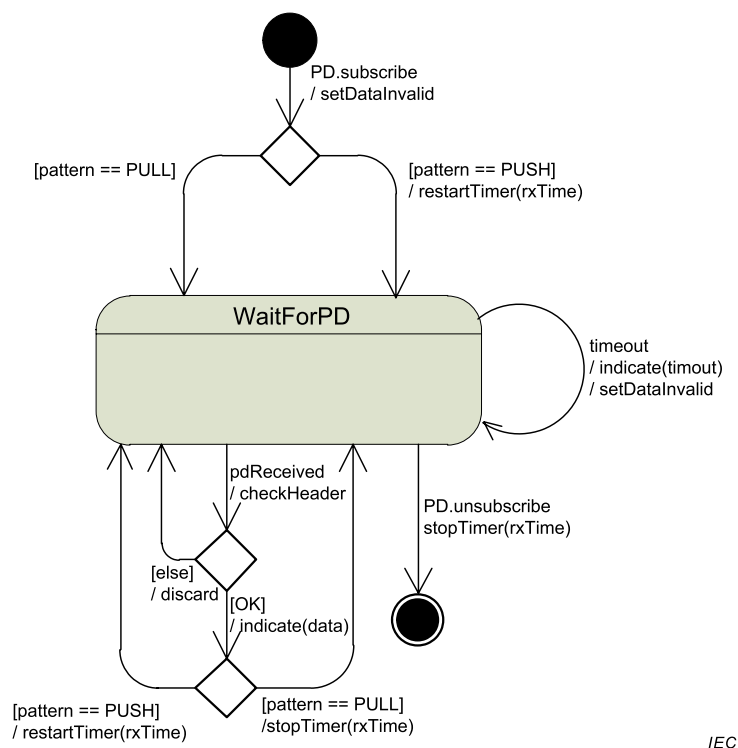 PD.subscribe
/ setDataInvalid
[pattern == PULL]
[pattern == PUSH]
/ restartTimer(rxTime)
WaitForPD
timeout
/ indicate(timout)
/ setDataInvalid
pdReceived
/ checkHeader
PD.unsubscribe
stopTimer(rxTime)
[else]
/ discard
[OK]
/ indicate(data)
[pattern == PUSH]
/ restartTimer(rxTime)
[pattern == PULL]
/stopTimer(rxTime)
IEC